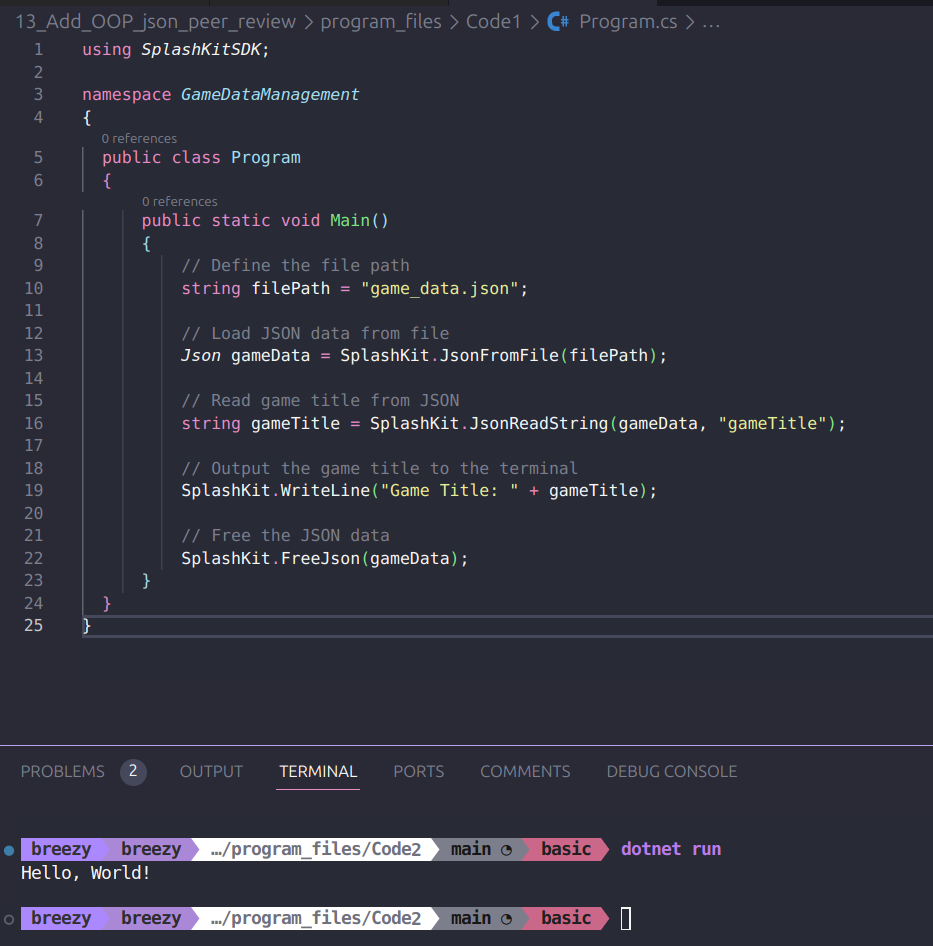 13_Add_OOP_json_peer_review > program_files > Code1 > C# Program.cs > ...
1 using SplashKitSDK;
2
3 namespace GameDataManagement
4 {
0 references
5 public class Program
6 {
0 references
7 public static void Main()
8 {
9 // Define the file path
10 string filePath = "game_data.json";
11
12 // Load JSON data from file
13 Json gameData = SplashKit.JsonFromFile(filePath);
14
15 // Read game title from JSON
16 string gameTitle = SplashKit.JsonReadString(gameData, "gameTitle");
17
18 // Output the game title to the terminal
19 SplashKit.WriteLine("Game Title: " + gameTitle);
20
21 // Free the JSON data
22 SplashKit.FreeJson(gameData);
23 }
24 }
25 }
PROBLEMS 2 OUTPUT TERMINAL PORTS COMMENTS DEBUG CONSOLE
breezy breezy …/program_files/Code2 main basic dotnet run
Hello, World!
breezy breezy …/program_files/Code2 main basic